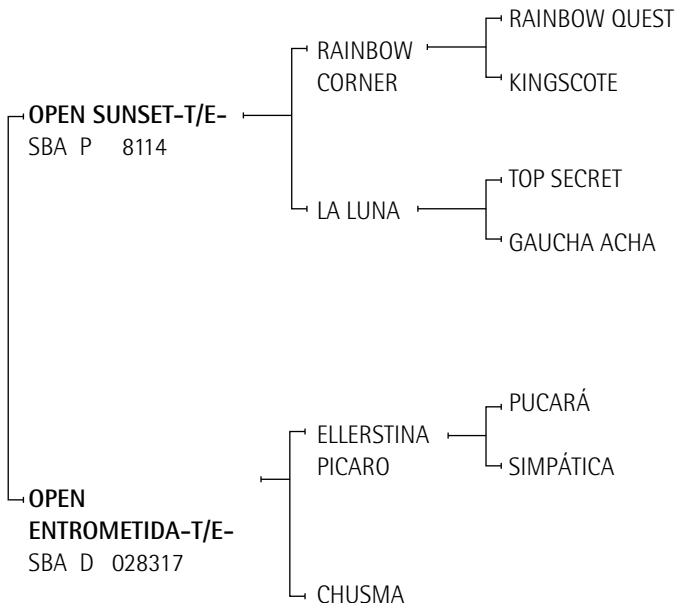 RAINBOW QUEST
RAINBOW
CORNER
KINGSCOTE
OPEN SUNSET-T/E-
SBA P 8114
TOP SECRET
LA LUNA
GAUCHA ACHA
PUCARÁ
ELLERSTINA
PICARO
SIMPÁTICA
OPEN
ENTROMETIDA-T/E-
SBA D 028317
CHUSMA